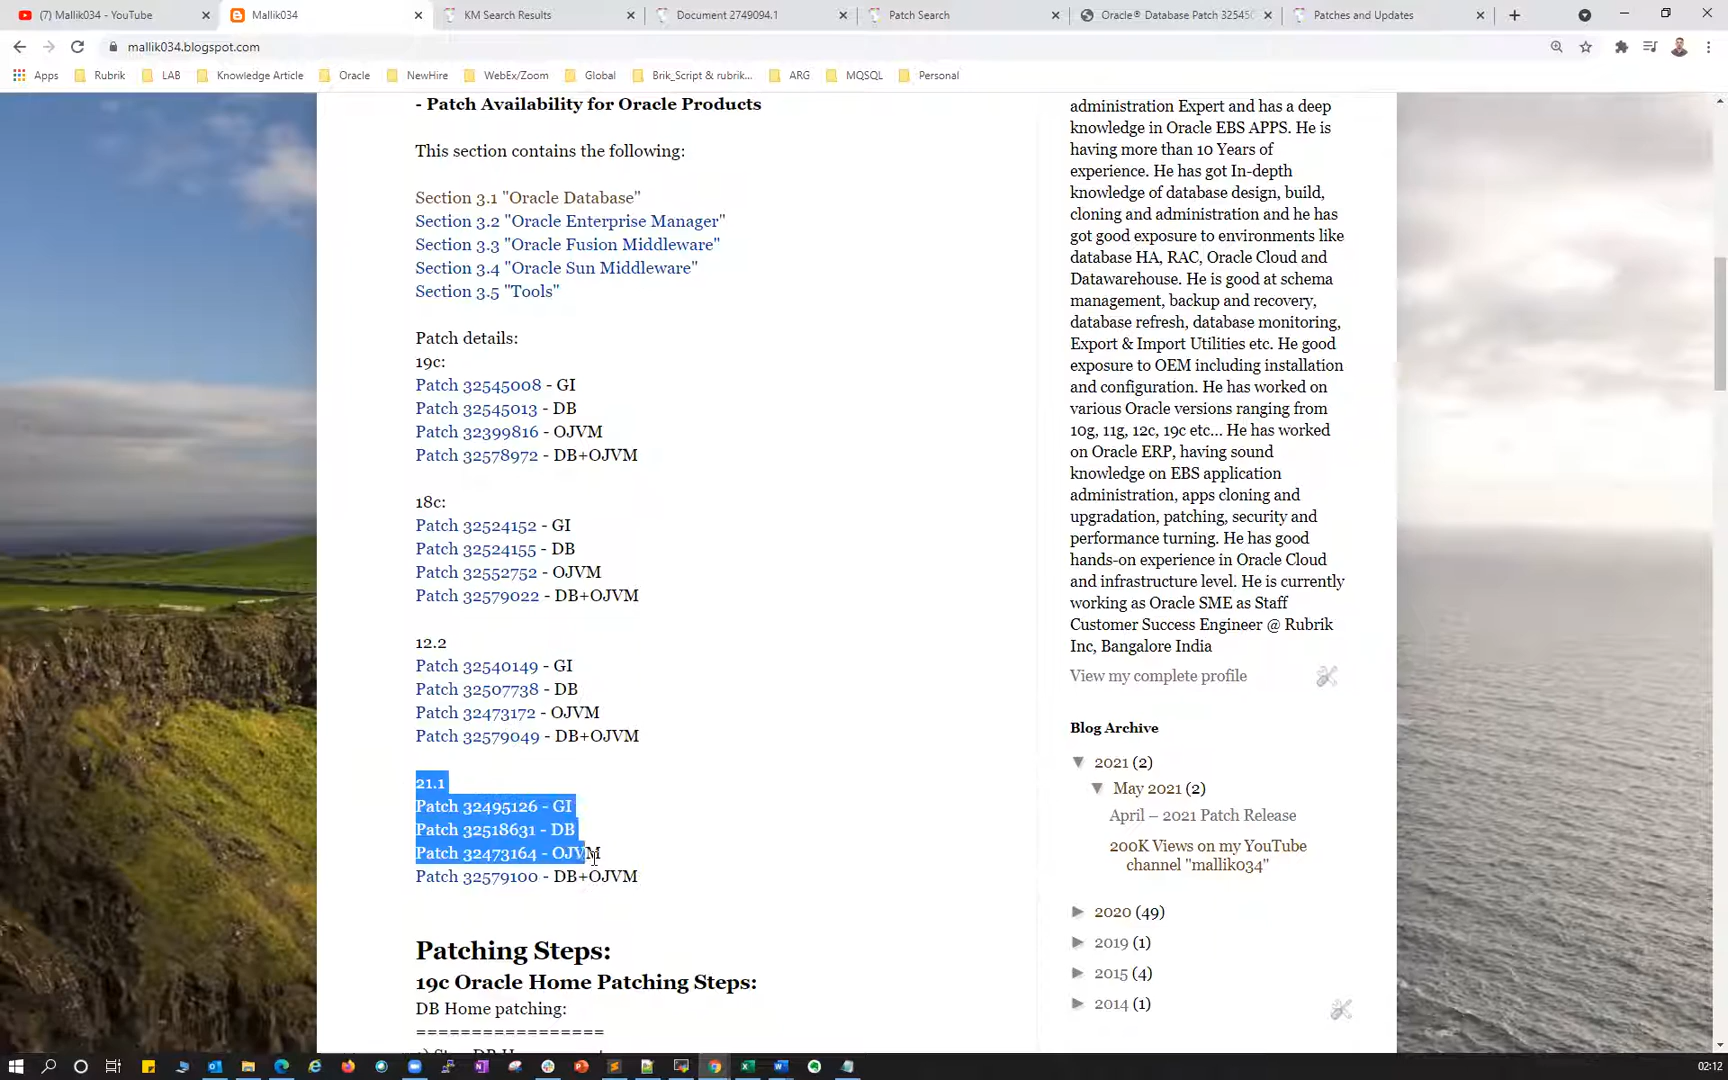 (7) Mallik034 - YouTube
Mallik034
KM Search Results
Document 2749094.1
Patch Search
Oracle® Database Patch 32545
Patches and Updates
mallik034.blogspot.com
Apps
Rubrik
LAB
Knowledge Article
Oracle
NewHire
WebEx/Zoom
Global
Brik_Script & rubrik...
ARG
MQSQL
Personal
- Patch Availability for Oracle Products
This section contains the following:
Section 3.1 "Oracle Database"
Section 3.2 "Oracle Enterprise Manager"
Section 3.3 "Oracle Fusion Middleware"
Section 3.4 "Oracle Sun Middleware"
Section 3.5 "Tools"
Patch details:
19c:
Patch 32545008 - GI
Patch 32545013 - DB
Patch 32399816 - OJVM
Patch 32578972 - DB+OJVM
18c:
Patch 32524152 - GI
Patch 32524155 - DB
Patch 32552752 - OJVM
Patch 32579022 - DB+OJVM
12.2
Patch 32540149 - GI
Patch 32507738 - DB
Patch 32473172 - OJVM
Patch 32579049 - DB+OJVM
21.1
Patch 32495126 - GI
Patch 32518631 - DB
Patch 32473164 - OJVM
Patch 32579100 - DB+OJVM
Patching Steps:
19c Oracle Home Patching Steps:
DB Home patching:
=================
administration Expert and has a deep
knowledge in Oracle EBS APPS. He is
having more than 10 Years of
experience. He has got In-depth
knowledge of database design, build,
cloning and administration and he has
got good exposure to environments like
database HA, RAC, Oracle Cloud and
Datawarehouse. He is good at schema
management, backup and recovery,
database refresh, database monitoring,
Export & Import Utilities etc. He good
exposure to OEM including installation
and configuration. He has worked on
various Oracle versions ranging from
10g, 11g, 12c, 19c etc... He has worked
on Oracle ERP, having sound
knowledge on EBS application
administration, apps cloning and
upgradation, patching, security and
performance turning. He has good
hands-on experience in Oracle Cloud
and infrastructure level. He is currently
working as Oracle SME as Staff
Customer Success Engineer @ Rubrik
Inc, Bangalore India
View my complete profile
Blog Archive
▼ 2021 (2)
▼ May 2021 (2)
April – 2021 Patch Release
200K Views on my YouTube
channel "mallik034"
► 2020 (49)
► 2019 (1)
► 2015 (4)
► 2014 (1)
02:12